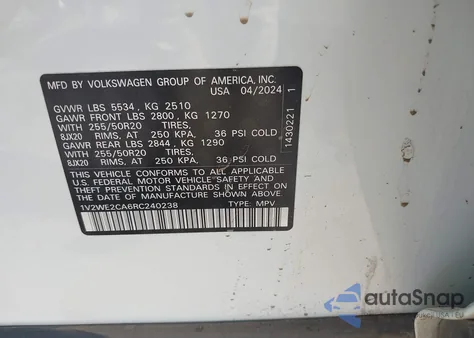 MFD BY VOLKSWAGEN GROUP OF AMERICA, INC.
USA 04/2024
GVWR LBS 5534, KG 2510
GAWR FRONT LBS 2800, KG 1270
WITH 255/50R20 TIRES,
8JX20 RIMS, AT 250 KPA, 36 PSI COLD
GAWR REAR LBS 2844, KG 1290
WITH 255/50R20 TIRES,
8JX20 RIMS, AT 250 KPA, 36 PSI COLD
THIS VEHICLE CONFORMS TO ALL APPLICABLE
U.S. FEDERAL MOTOR VEHICLE SAFETY AND
THEFT PREVENTION STANDARDS IN EFFECT ON
THE DATE OF MANUFACTURE SHOWN ABOVE.
1V2WE2CA6RC240238 TYPE: MPV
1430221 1
autaSnap